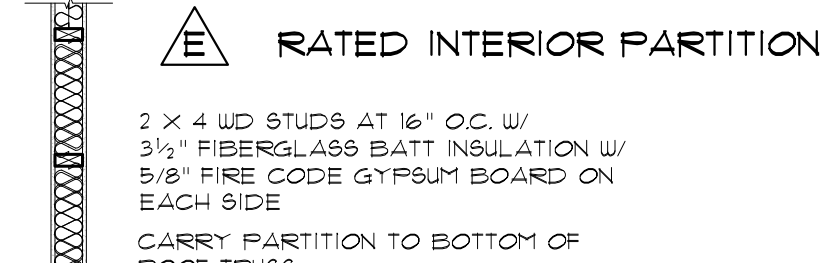 E RATED INTERIOR PARTITION
2 X 4 WD STUDS AT 16" O.C. W/
3½" FIBERGLASS BATT INSULATION W/
5/8" FIRE CODE GYPSUM BOARD ON
EACH SIDE
CARRY PARTITION TO BOTTOM OF